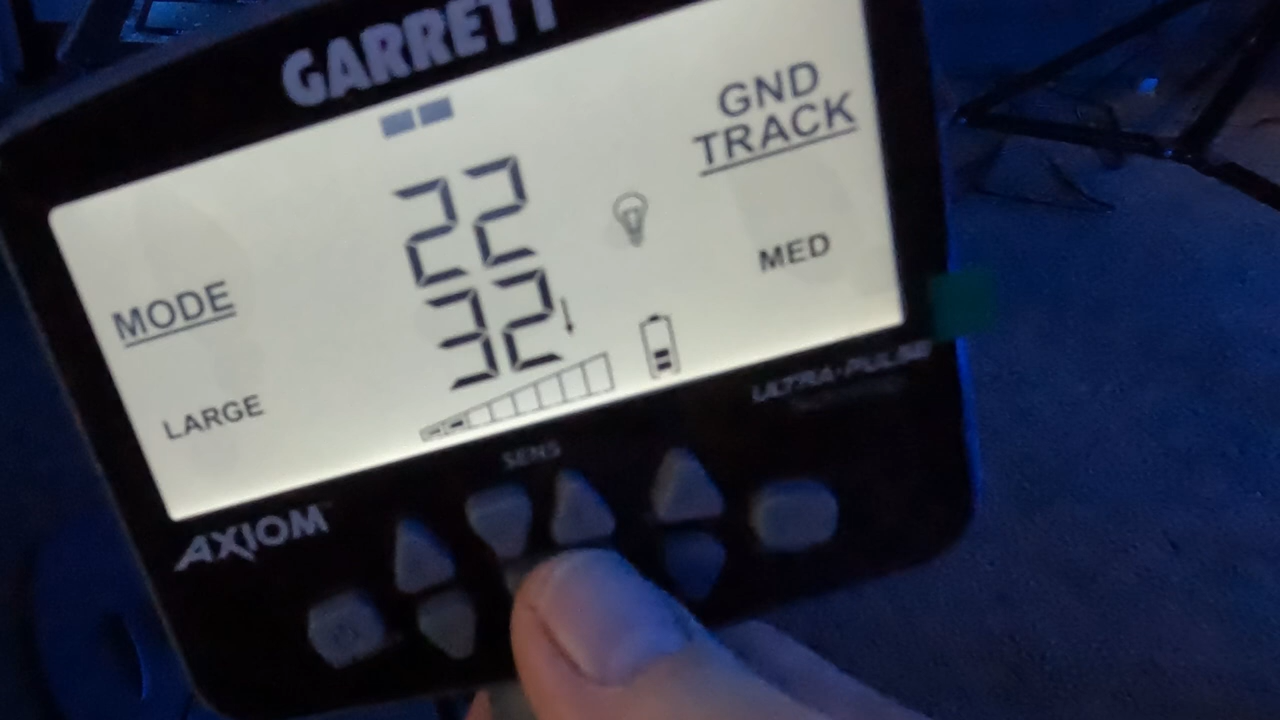 GARRETT
GND
TRACK
22
MODE
MED
32
LARGE
ULTRA·PULSE
SENS
AXIOM